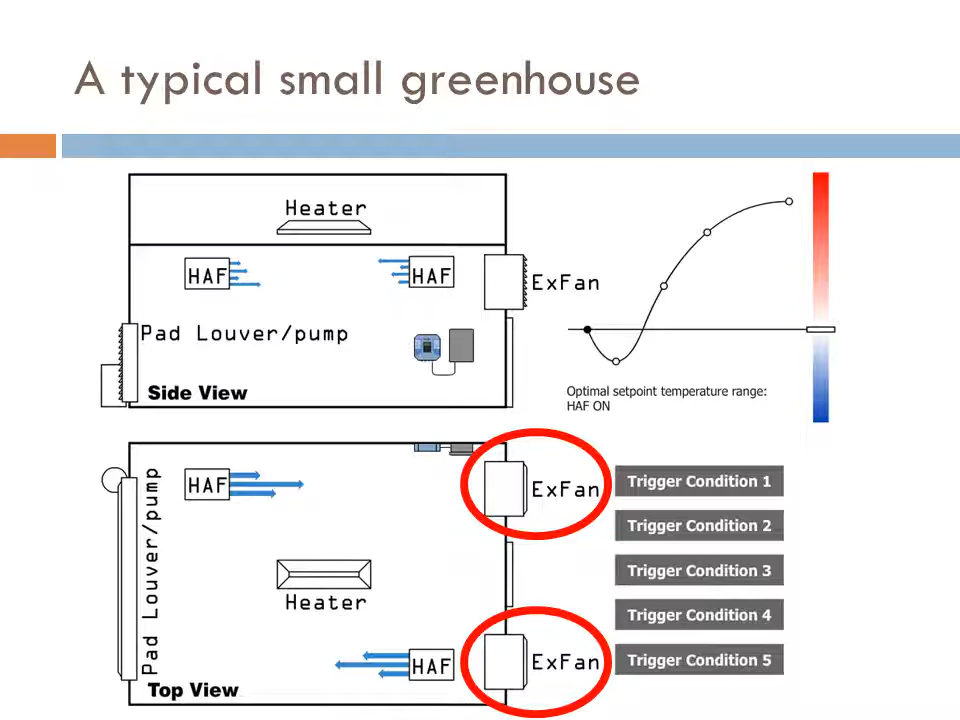 A typical small greenhouse
Heater
HAF
HAF
ExFan
Pad Louver/pump
Side View
Optimal setpoint temperature range:
HAF ON
Pad Louver/pump
HAF
ExFan
Heater
HAF
ExFan
Top View
Trigger Condition 1
Trigger Condition 2
Trigger Condition 3
Trigger Condition 4
Trigger Condition 5